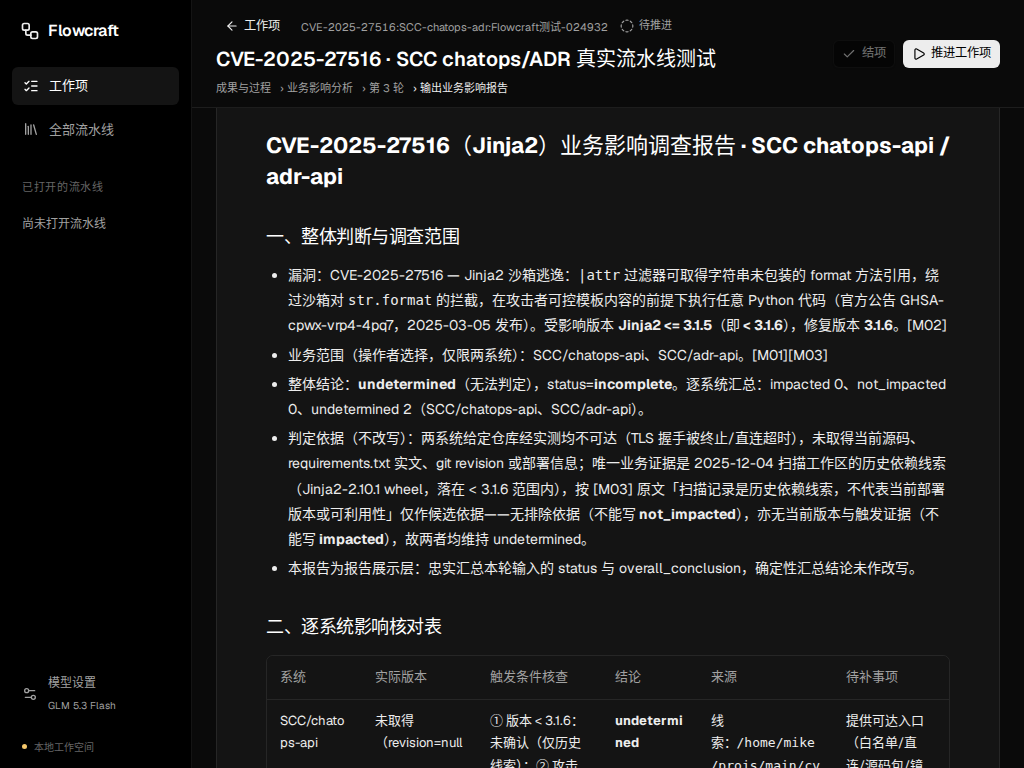 Flowcraft
工作项
全部流水线
已打开的流水线
尚未打开流水线
模型设置
GLM 5.3 Flash
本地工作空间
工作项
CVE-2025-27516:SCC-chatops-adr:Flowcraft测试-024932
待推进
CVE-2025-27516 · SCC chatops/ADR 真实流水线测试
结项
推进工作项
成果与过程 › 业务影响分析 › 第 3 轮 › 输出业务影响报告
CVE-2025-27516（Jinja2）业务影响调查报告 · SCC chatops-api /
adr-api
一、整体判断与调查范围
漏洞：CVE-2025-27516 — Jinja2 沙箱逃逸：|attr 过滤器可取得字符串未包装的 format 方法引用，绕
过沙箱对 str.format 的拦截，在攻击者可控模板内容的前提下执行任意 Python 代码（官方公告 GHSA-
cpwx-vrp4-4pq7，2025-03-05 发布）。受影响版本 Jinja2 <= 3.1.5（即 < 3.1.6），修复版本 3.1.6。[M02]
业务范围（操作者选择，仅限两系统）：SCC/chatops-api、SCC/adr-api。[M01][M03]
整体结论：undetermined（无法判定），status=incomplete。逐系统汇总：impacted 0、not_impacted
0、undetermined 2（SCC/chatops-api、SCC/adr-api）。
判定依据（不改写）：两系统给定仓库经实测均不可达（TLS 握手被终止/直连超时），未取得当前源码、
requirements.txt 实文、git revision 或部署信息；唯一业务证据是 2025-12-04 扫描工作区的历史依赖线索
（Jinja2-2.10.1 wheel，落在 < 3.1.6 范围内），按 [M03] 原文「扫描记录是历史依赖线索，不代表当前部署
版本或可利用性」仅作候选依据——无排除依据（不能写 not_impacted），亦无当前版本与触发证据（不
能写 impacted），故两者均维持 undetermined。
本报告为报告展示层：忠实汇总本轮输入的 status 与 overall_conclusion，确定性汇总结论未作改写。
二、逐系统影响核对表
系统 实际版本 触发条件核查 结论 来源 待补事项
SCC/chato 未取得 ① 版本 < 3.1.6： undetermi 线 提供可达入口
ps-api （revision=null 未确认（仅历史 ned 索：/home/mike （白名单/直
线索）；② 攻击 /projs/main/cv 连/源码包/镜